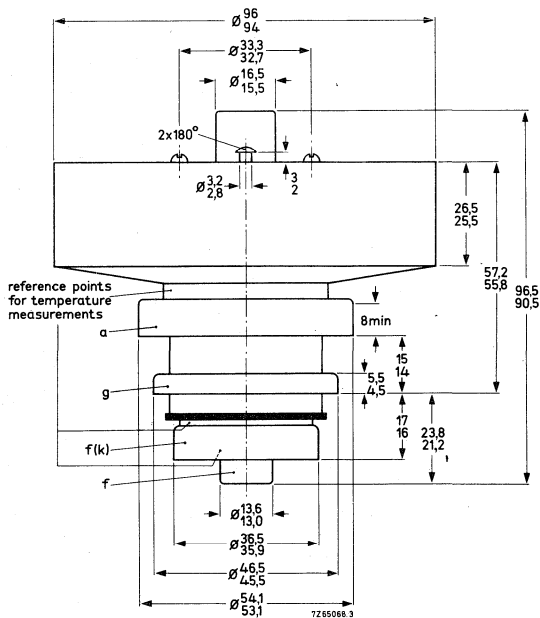 Ø 96
94
Ø 33,3
32,7
Ø 16,5
15,5
2x180°
Ø 3,2
2,8
3
2
26,5
25,5
57,2
55,8
96,5
90,5
reference points
for temperature
measurements
a
8min
15
14
g
5,5
4,5
17
16
23,8
21,2
f(k)
f
Ø 13,6
13,0
Ø 36,5
35,9
Ø 46,5
45,5
Ø 54,1
53,1
7Z65068.3